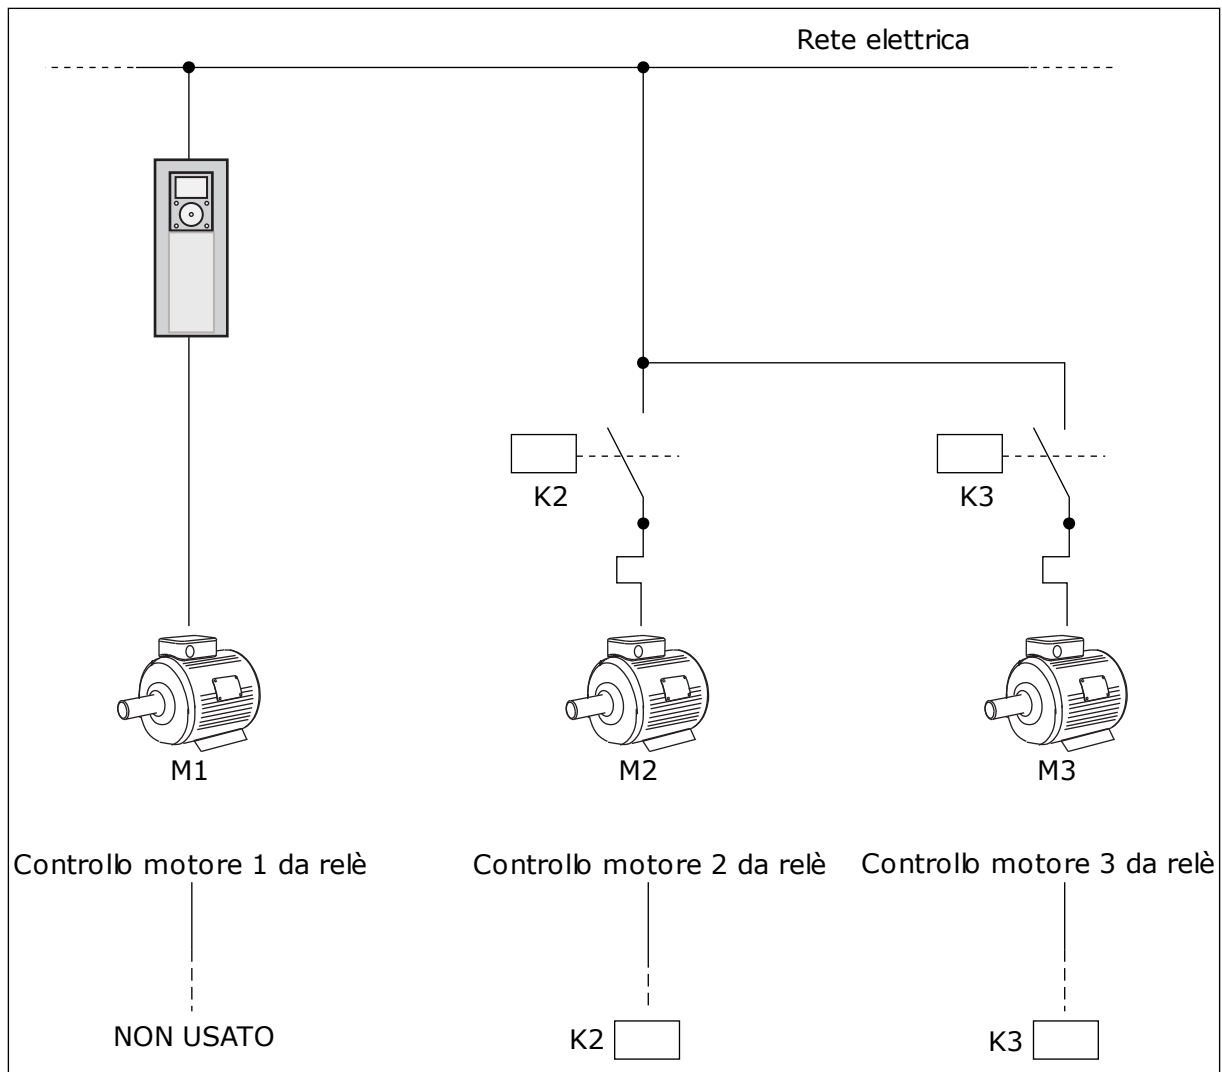 Rete elettrica
K2
K3
M1
M2
M3
Controllo motore 1 da relè
Controllo motore 2 da relè
Controllo motore 3 da relè
NON USATO
K2
K3